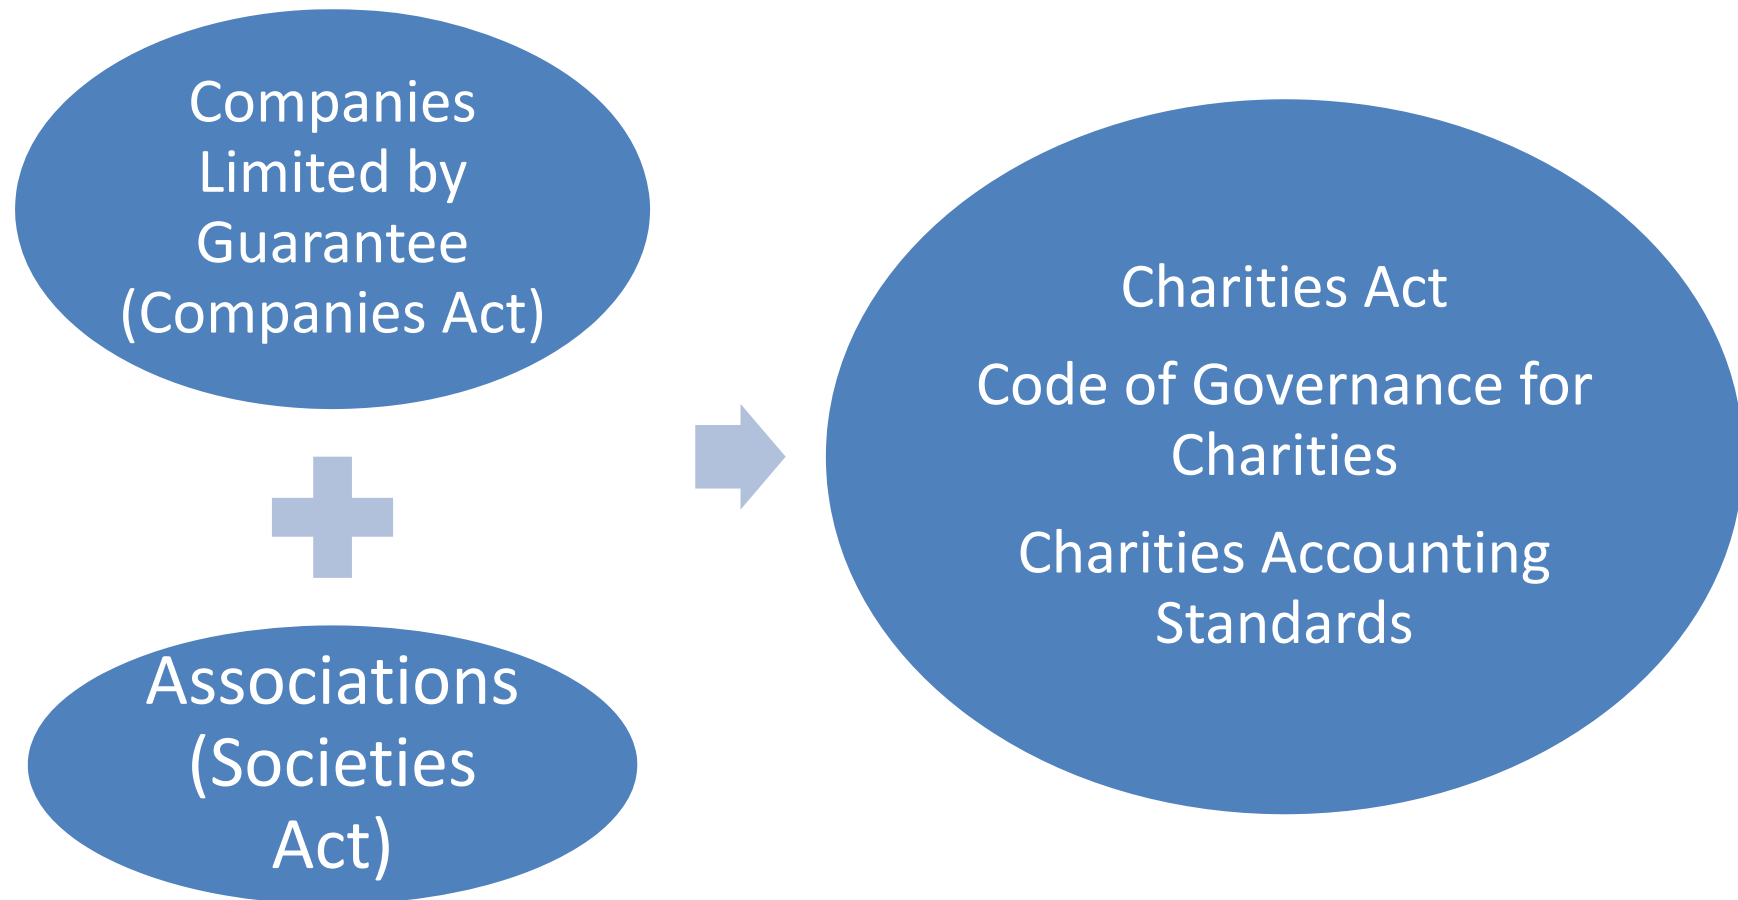 Companies
Limited by
Guarantee
(Companies Act)
Associations
(Societies
Act)
Charities Act
Code of Governance for
Charities
Charities Accounting
Standards